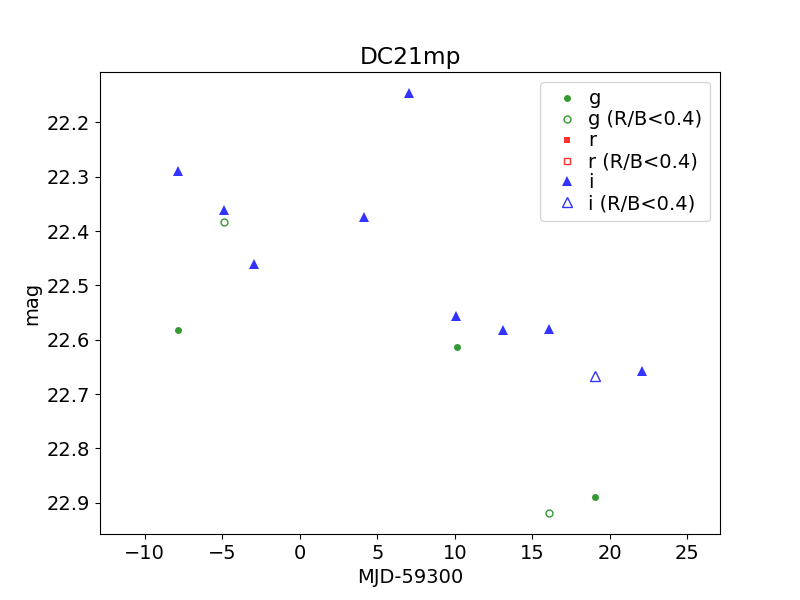 DC21mp
22.2
22.3
22.4
22.5
22.6
22.7
22.8
22.9
mag
g
g (R/B<0.4)
r
r (R/B<0.4)
i
i (R/B<0.4)
−10 −5 0 5 10 15 20 25
MJD-59300